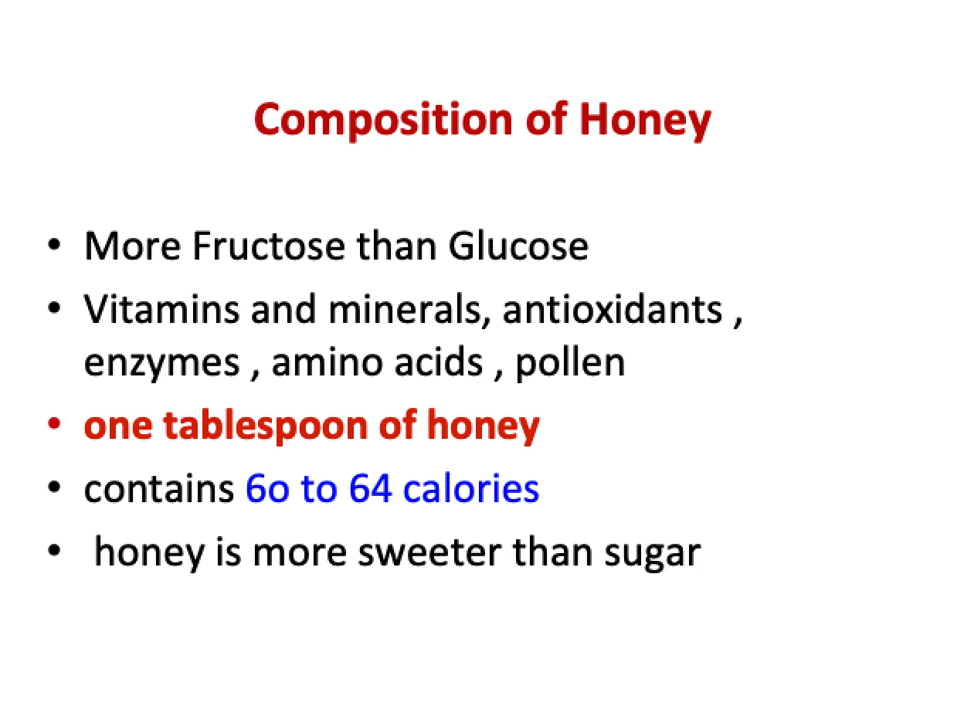 Composition of Honey
• More Fructose than Glucose
• Vitamins and minerals, antioxidants ,
enzymes , amino acids , pollen
• one tablespoon of honey
• contains 6o to 64 calories
• honey is more sweeter than sugar